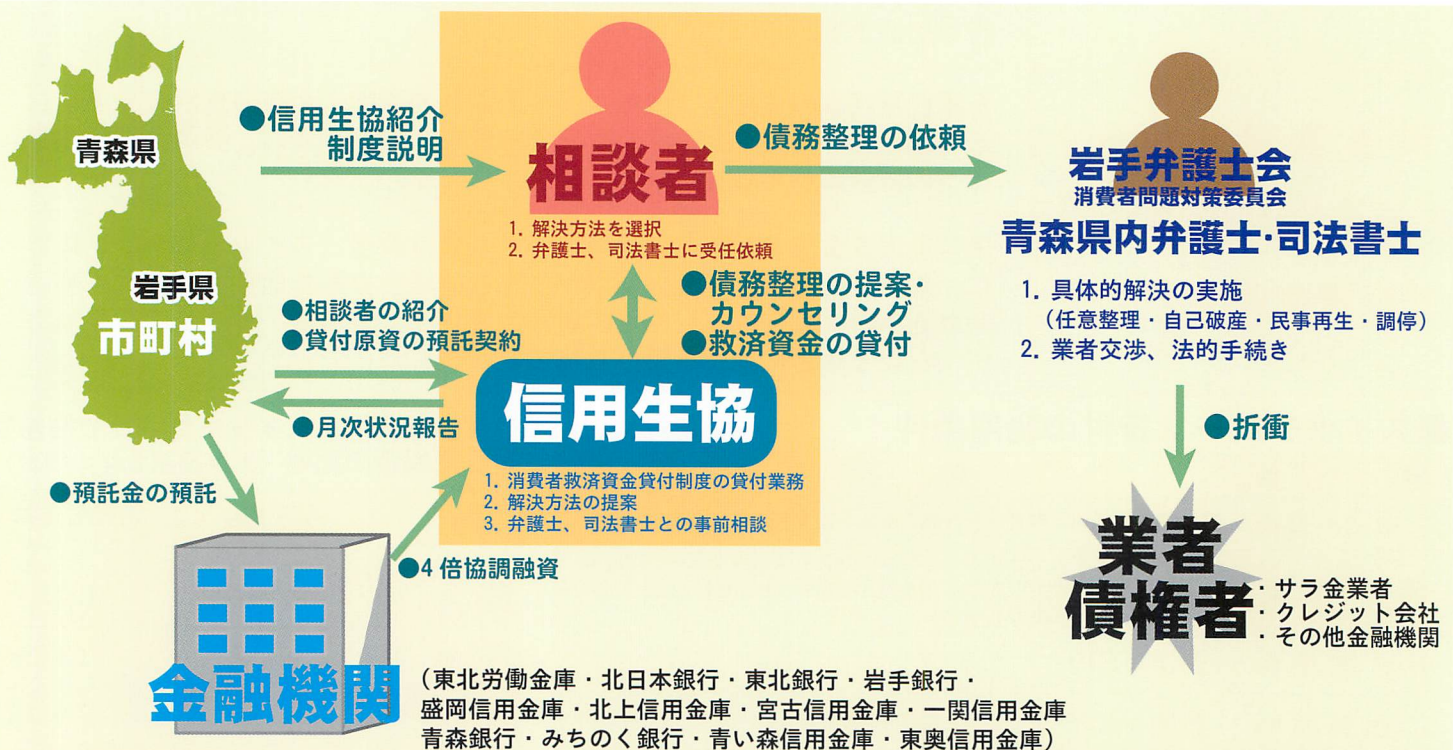 青森県
岩手県
市町村
●信用生協紹介
制度説明
相談者
1. 解決方法を選択
2. 弁護士、司法書士に受任依頼
●債務整理の依頼
岩手弁護士会
消費者問題対策委員会
青森県内弁護士・司法書士
1. 具体的解決の実施
（任意整理・自己破産・民事再生・調停）
2. 業者交渉、法的手続き
●相談者の紹介
●貸付原資の預託契約
●月次状況報告
●債務整理の提案・
カウンセリング
●救済資金の貸付
信用生協
1. 消費者救済資金貸付制度の貸付業務
2. 解決方法の提案
3. 弁護士、司法書士との事前相談
●折衝
●預託金の預託
●4倍協調融資
業者
債権者
・サラ金業者
・クレジット会社
・その他金融機関
金融機関
（東北労働金庫・北日本銀行・東北銀行・岩手銀行・
盛岡信用金庫・北上信用金庫・宮古信用金庫・一関信用金庫
青森銀行・みちのく銀行・青い森信用金庫・東奥信用金庫）